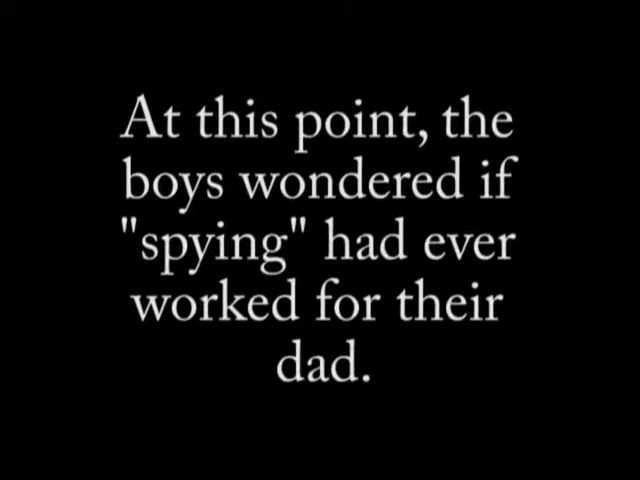 At this point, the
boys wondered if
"spying" had ever
worked for their
dad.